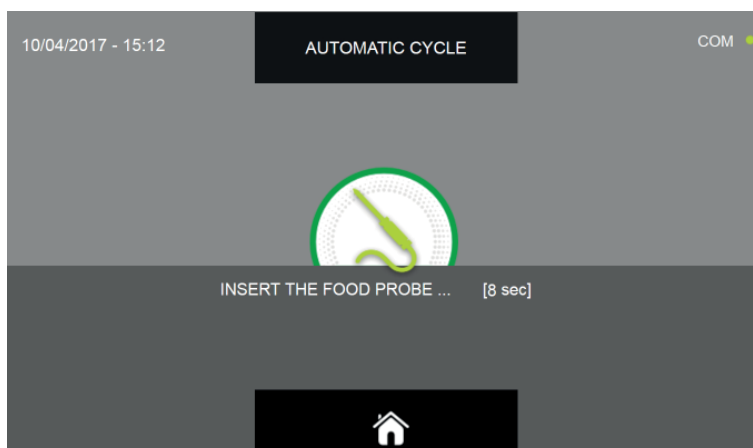 10/04/2017 - 15:12
AUTOMATIC CYCLE
COM
INSERT THE FOOD PROBE ... [8 sec]